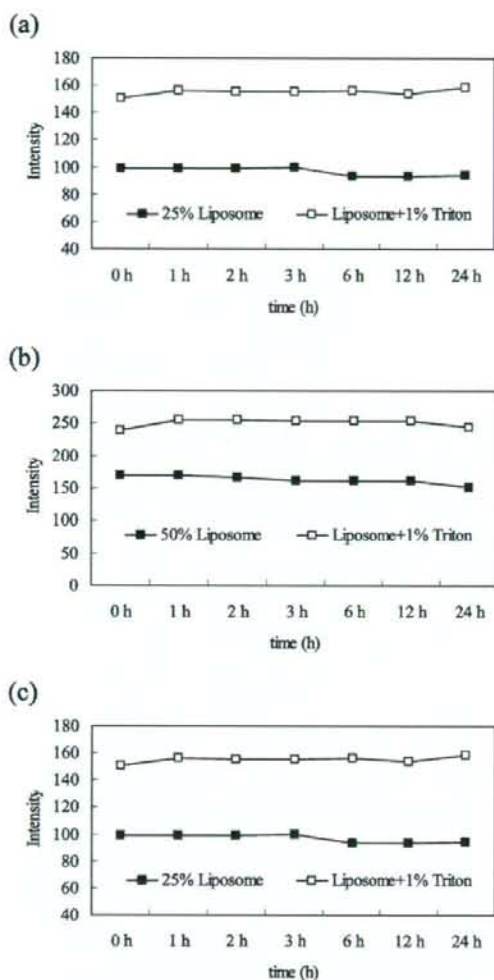 (a)
180
160
140
120
100
80
60
40
Intensity
25% Liposome
Liposome+1% Triton
0 h 1 h 2 h 3 h 6 h 12 h 24 h
time (h)
(b)
300
250
200
150
100
50
0
Intensity
50% Liposome
Liposome+1% Triton
0 h 1 h 2 h 3 h 6 h 12 h 24 h
time (h)
(c)
180
160
140
120
100
80
60
40
Intensity
25% Liposome
Liposome+1% Triton
0 h 1 h 2 h 3 h 6 h 12 h 24 h
time (h)